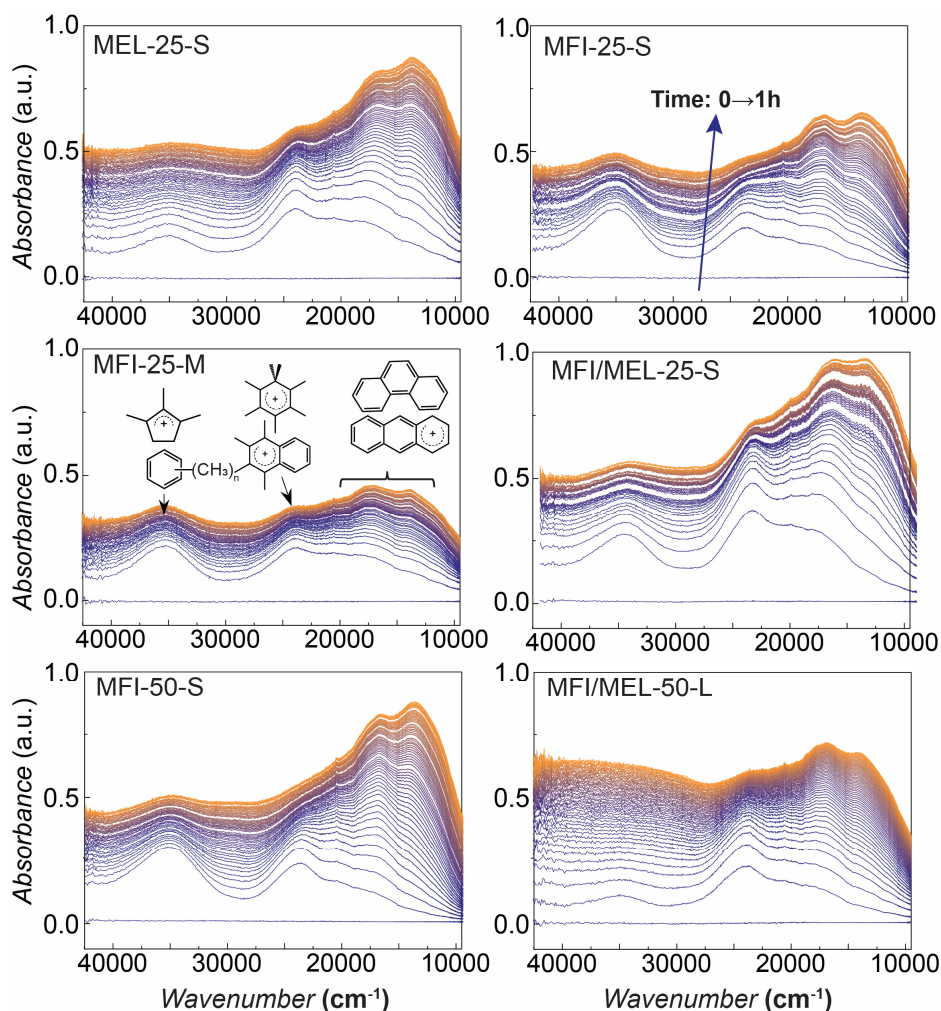 MEL-25-S
1.0
0.5
0.0
Absorbance (a.u.)
40000 30000 20000 10000
MFI-25-S
Time: 0→1h
1.0
0.5
0.0
Absorbance (a.u.)
40000 30000 20000 10000
MFI-25-M
+
+
(CH)n
+
+
1.0
0.5
0.0
Absorbance (a.u.)
40000 30000 20000 10000
MFI/MEL-25-S
1.0
0.5
0.0
Absorbance (a.u.)
40000 30000 20000 10000
MFI-50-S
1.0
0.5
0.0
Absorbance (a.u.)
40000 30000 20000 10000
Wavenumber (cm⁻¹)
MFI/MEL-50-L
1.0
0.5
0.0
Absorbance (a.u.)
40000 30000 20000 10000
Wavenumber (cm⁻¹)